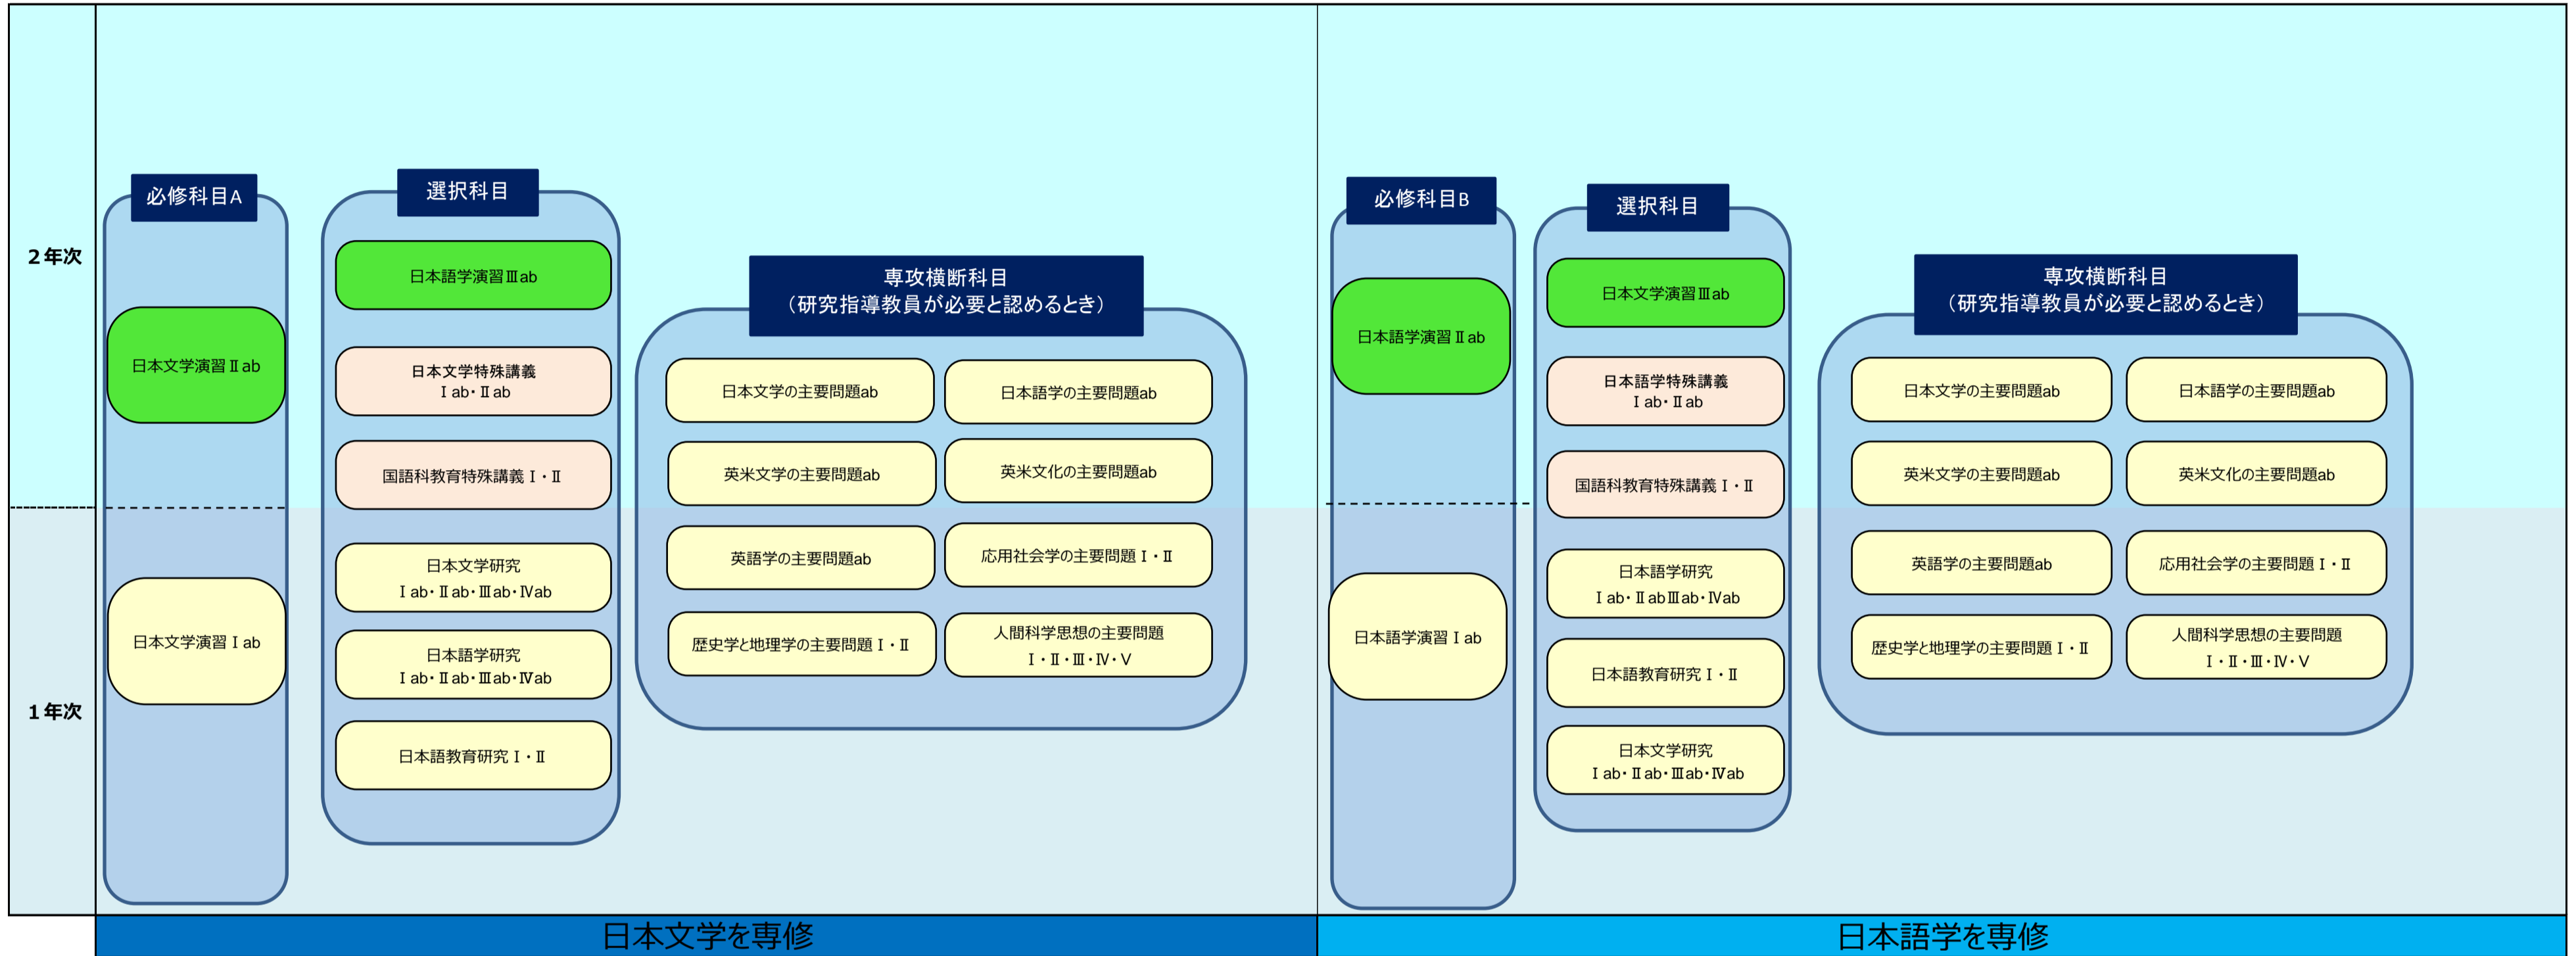 2年次
1年次
必修科目A
日本文学演習Ⅱab
日本文学演習Ⅰab
選択科目
日本語学演習Ⅲab
日本文学特殊講義
Ⅰab・Ⅱab
国語科教育特殊講義Ⅰ・Ⅱ
日本文学研究
Ⅰab・Ⅱab・Ⅲab・Ⅳab
日本語学研究
Ⅰab・Ⅱab・Ⅲab・Ⅳab
日本語教育研究Ⅰ・Ⅱ
専攻横断科目
（研究指導教員が必要と認めるとき）
日本文学の主要問題ab
日本語学の主要問題ab
英米文学の主要問題ab
英米文化の主要問題ab
英語学の主要問題ab
応用社会学の主要問題Ⅰ・Ⅱ
歴史学と地理学の主要問題Ⅰ・Ⅱ
人間科学思想の主要問題
Ⅰ・Ⅱ・Ⅲ・Ⅳ・Ⅴ
日本文学を専修
必修科目B
日本語学演習Ⅱab
日本語学演習Ⅰab
選択科目
日本文学演習Ⅲab
日本語学特殊講義
Ⅰab・Ⅱab
国語科教育特殊講義Ⅰ・Ⅱ
日本語学研究
Ⅰab・ⅡabⅢab・Ⅳab
日本語教育研究Ⅰ・Ⅱ
日本文学研究
Ⅰab・Ⅱab・Ⅲab・Ⅳab
専攻横断科目
（研究指導教員が必要と認めるとき）
日本文学の主要問題ab
日本語学の主要問題ab
英米文学の主要問題ab
英米文化の主要問題ab
英語学の主要問題ab
応用社会学の主要問題Ⅰ・Ⅱ
歴史学と地理学の主要問題Ⅰ・Ⅱ
人間科学思想の主要問題
Ⅰ・Ⅱ・Ⅲ・Ⅳ・Ⅴ
日本語学を専修